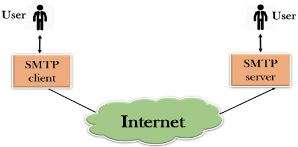 User
User
SMTP
client
SMTP
server
Internet